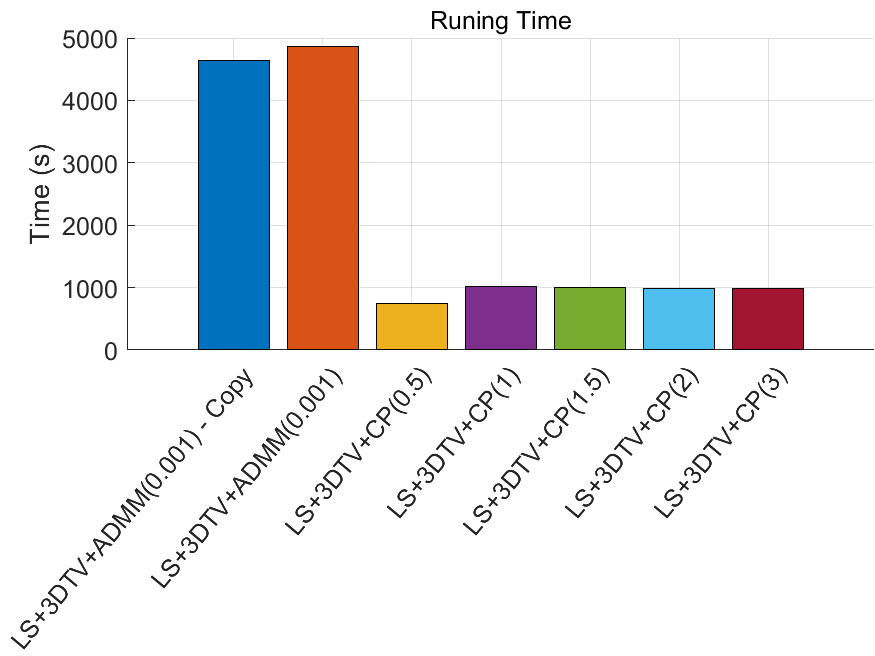 Runing Time
Time (s)
5000
4000
3000
2000
1000
0
LS+3DTV+ADMM(0.001) - Copy
LS+3DTV+ADMM(0.001)
LS+3DTV+CP(0.5)
LS+3DTV+CP(1)
LS+3DTV+CP(1.5)
LS+3DTV+CP(2)
LS+3DTV+CP(3)